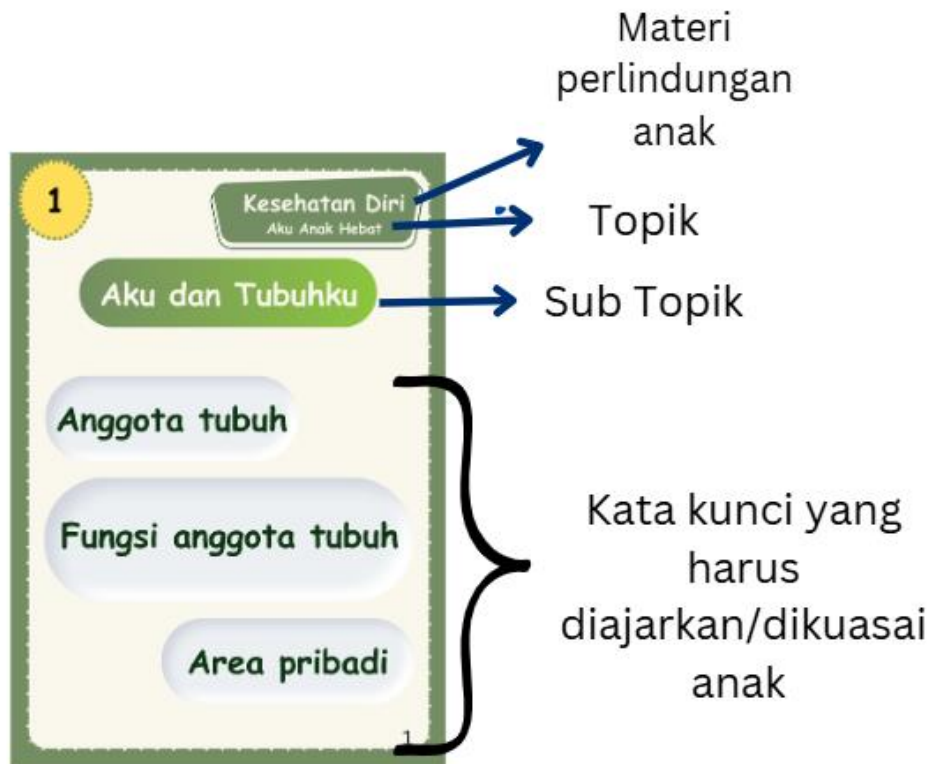 Materi
perlindungan
anak
1
Kesehatan Diri
Aku Anak Hebat
Topik
Aku dan Tubuhku
Sub Topik
Anggota tubuh
Fungsi anggota tubuh
Area pribadi
Kata kunci yang
harus
diajarkan/dikuasai
anak
1